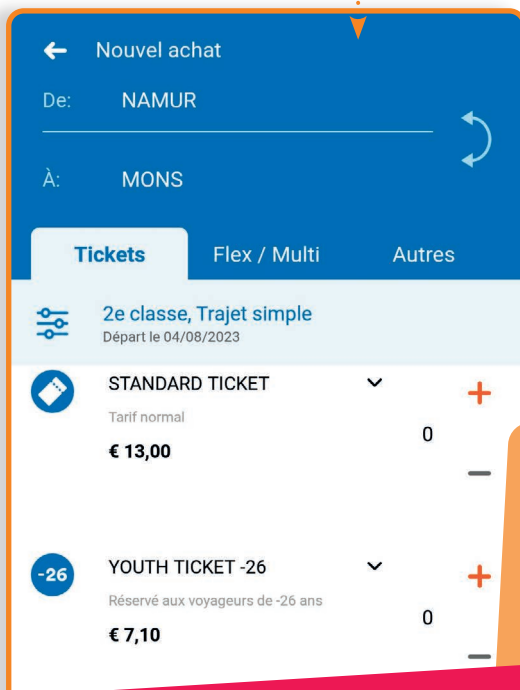 Nouvel achat
De: NAMUR
À: MONS
Tickets Flex / Multi Autres
2e classe, Trajet simple
Départ le 04/08/2023
STANDARD TICKET
Tarif normal
€ 13,00
0
-26
YOUTH TICKET -26
Réservé aux voyageurs de -26 ans
€ 7,10
0